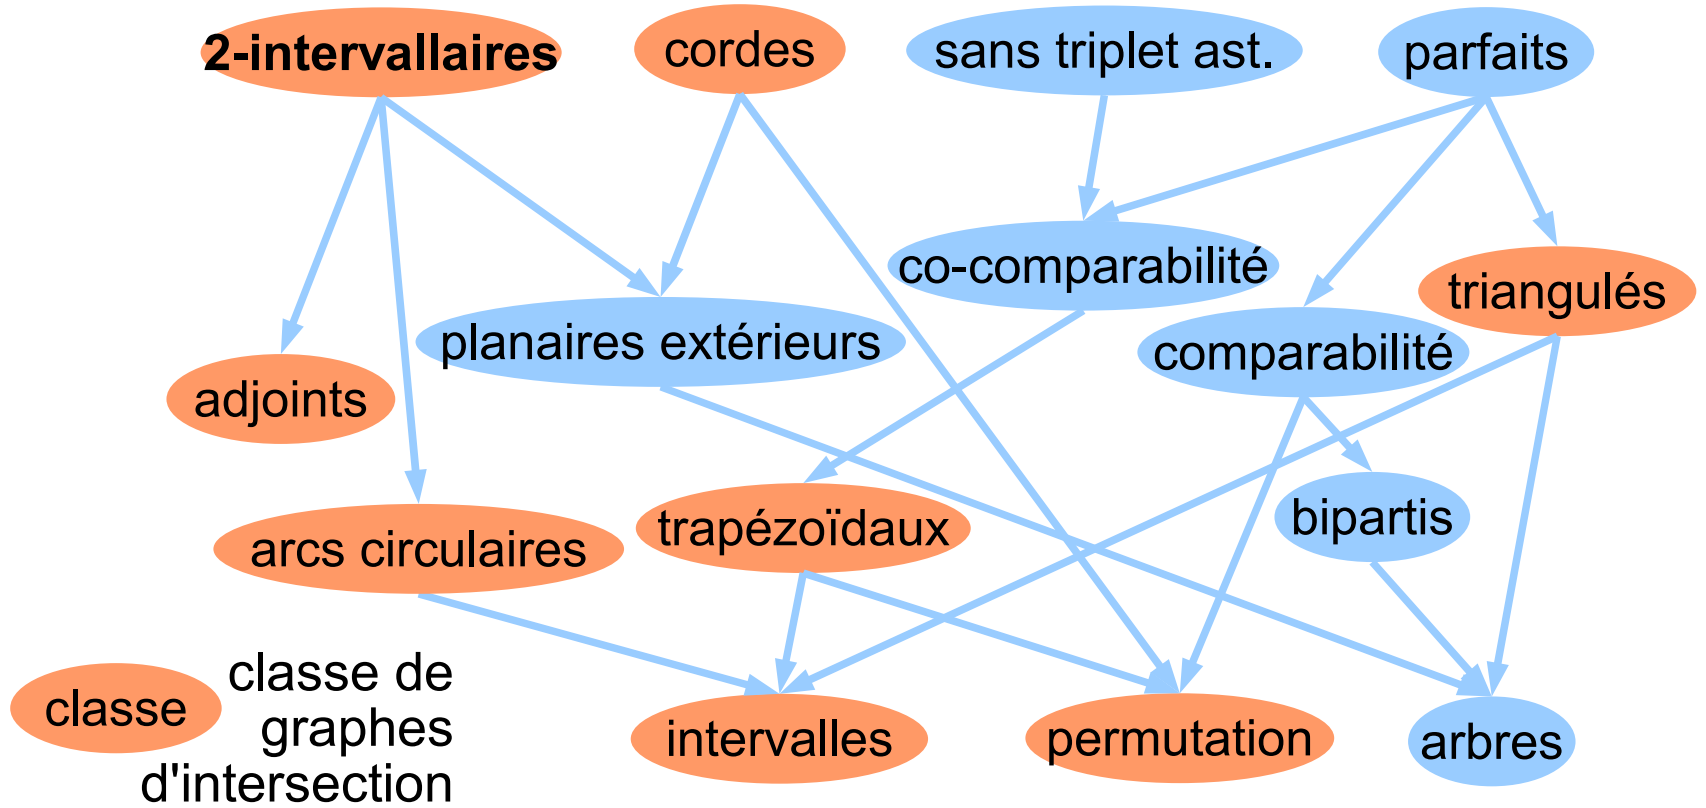 2-intervallaires
cordes
sans triplet ast.
parfaits
co-comparabilité
triangulés
planaires extérieurs
comparabilité
adjoints
bipartis
trapézoïdaux
arcs circulaires
classe
classe de
graphes
d'intersection
intervalles
permutation
arbres